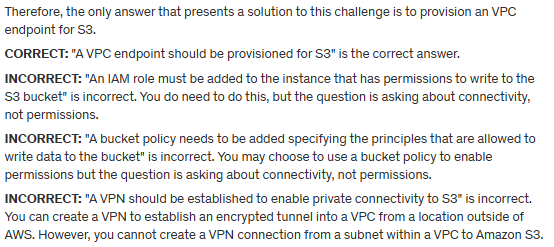 Therefore, the only answer that presents a solution to this challenge is to provision an VPC
endpoint for S3.
CORRECT: "A VPC endpoint should be provisioned for S3" is the correct answer.
INCORRECT: "An IAM role must be added to the instance that has permissions to write to the
S3 bucket" is incorrect. You do need to do this, but the question is asking about connectivity,
not permissions.
INCORRECT: "A bucket policy needs to be added specifying the principles that are allowed to
write data to the bucket" is incorrect. You may choose to use a bucket policy to enable
permissions but the question is asking about connectivity, not permissions.
INCORRECT: "A VPN should be established to enable private connectivity to S3" is incorrect.
You can create a VPN to establish an encrypted tunnel into a VPC from a location outside of
AWS. However, you cannot create a VPN connection from a subnet within a VPC to Amazon S3.